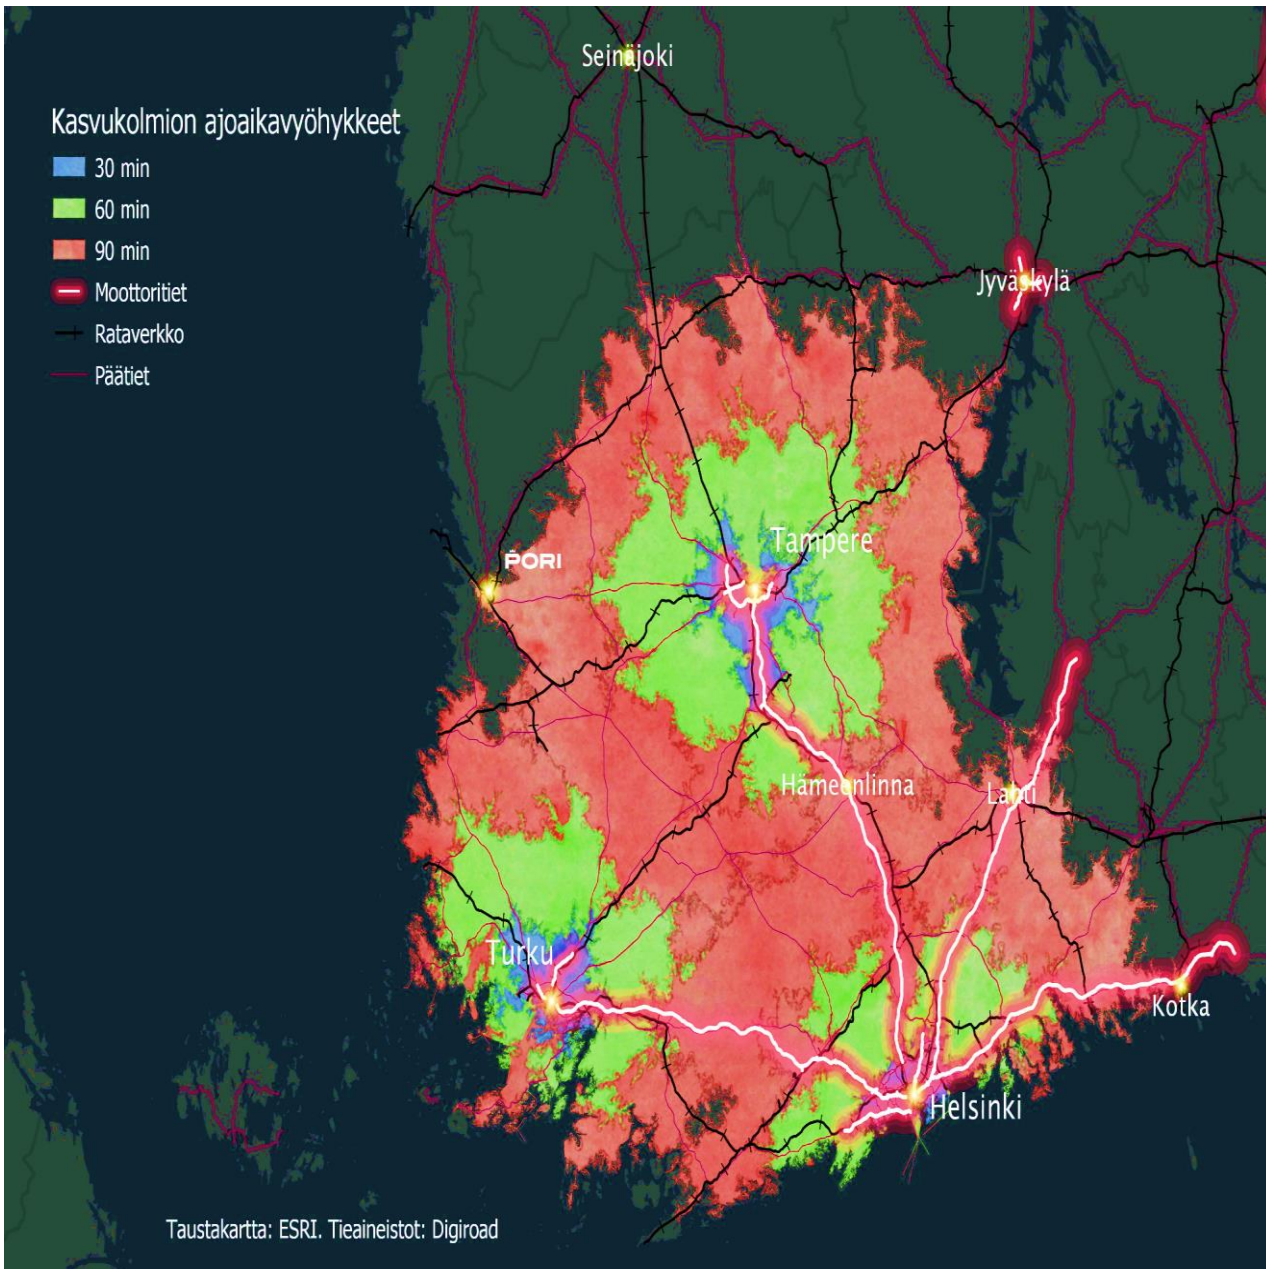 Seinäjoki
Kasvukolmion ajoaikavyöhykkeet
30 min
60 min
90 min
Moottoritiet
Rataverkko
Päätiet
Jyväskylä
Tampere
PORI
Hämeenlinna
Lahti
Turku
Kotka
Helsinki
Taustakartta: ESRI. Tieaineistot: Digiroad